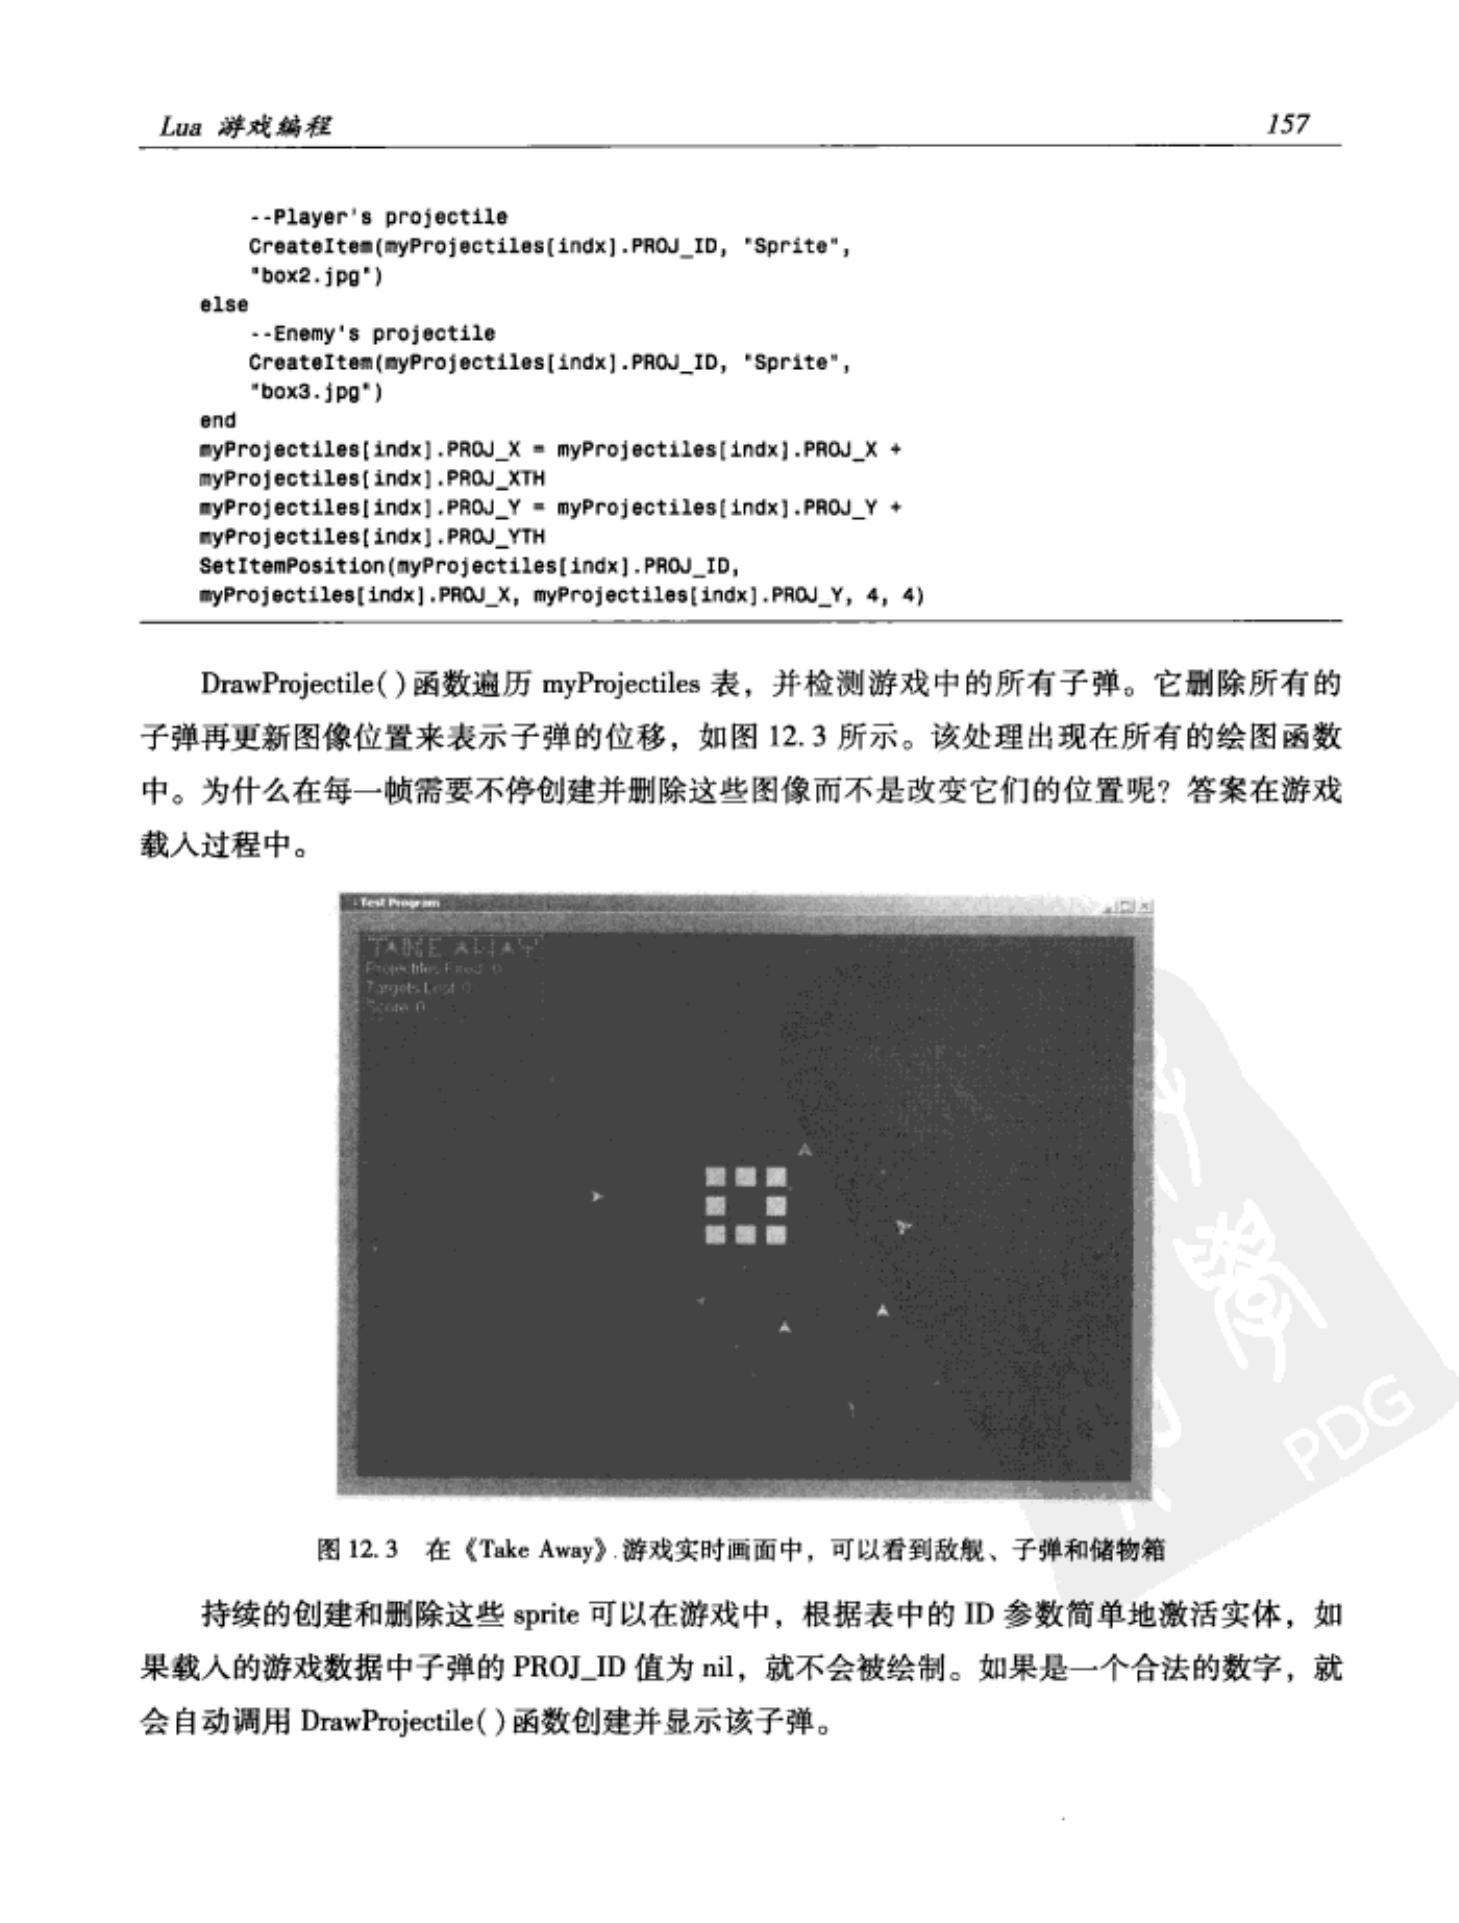 Lua 游戏编程
157
--Player's projectile
CreateItem(myProjectiles[indx].PROJ_ID, "Sprite",
"box2.jpg")
else
--Enemy's projectile
CreateItem(myProjectiles[indx].PROJ_ID, "Sprite",
"box3.jpg")
end
myProjectiles[indx].PROJ_X = myProjectiles[indx].PROJ_X +
myProjectiles[indx].PROJ_XTH
myProjectiles[indx].PROJ_Y = myProjectiles[indx].PROJ_Y +
myProjectiles[indx].PROJ_YTH
SetItemPosition(myProjectiles[indx].PROJ_ID,
myProjectiles[indx].PROJ_X, myProjectiles[indx].PROJ_Y, 4, 4)
DrawProjectile()函数遍历 myProjectiles 表，并检测游戏中的所有子弹。它删除所有的
子弹再更新图像位置来表示子弹的位移，如图 12.3 所示。该处理出现在所有的绘图函数
中。为什么在每一帧需要不停创建并删除这些图像而不是改变它们的位置呢？答案在游戏
载入过程中。
Test Program
TAKE AWAY
Projectiles Fired: 0
Targets Lost: 0
Score: 0
PDG
图 12.3 在《Take Away》游戏实时画面中，可以看到敌舰、子弹和储物箱
持续的创建和删除这些 sprite 可以在游戏中，根据表中的 ID 参数简单地激活实体，如
果载入的游戏数据中子弹的 PROJ_ID 值为 nil，就不会被绘制。如果是一个合法的数字，就
会自动调用 DrawProjectile()函数创建并显示该子弹。